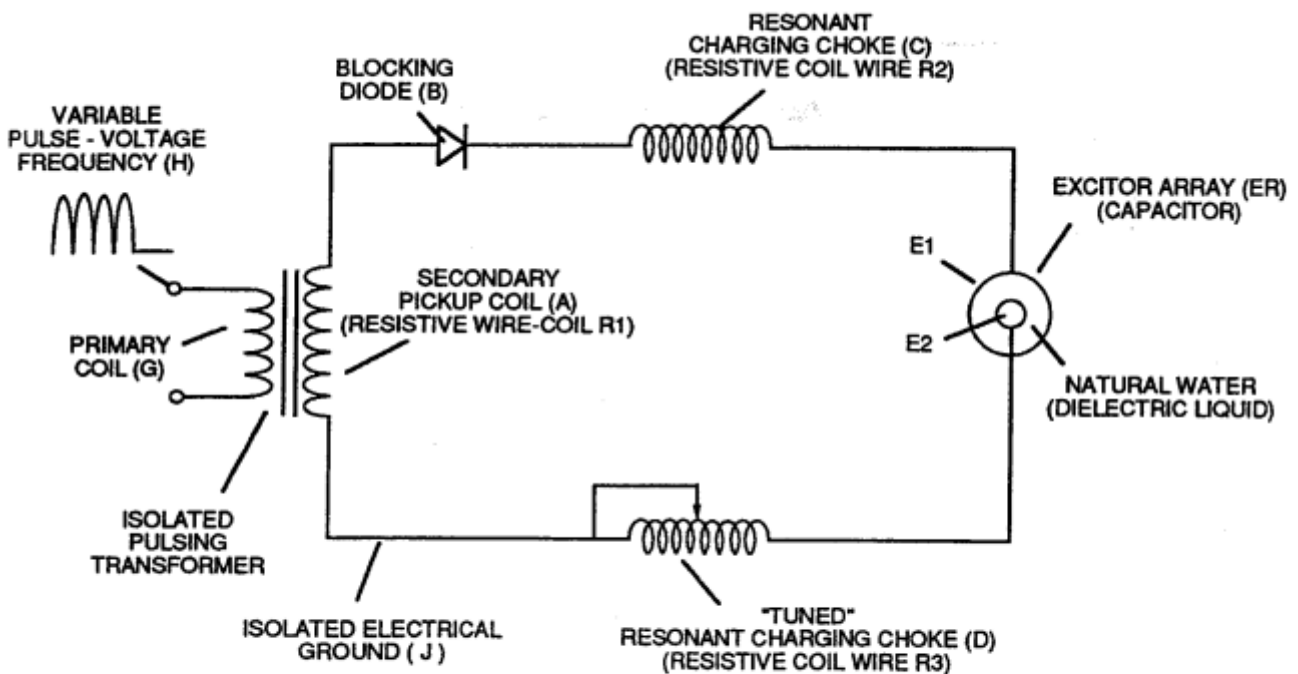 RESONANT
CHARGING CHOKE (C)
(RESISTIVE COIL WIRE R2)
BLOCKING
DIODE (B)
VARIABLE
PULSE - VOLTAGE
FREQUENCY (H)
EXCITOR ARRAY (ER)
(CAPACITOR)
E1
SECONDARY
PICKUP COIL (A)
(RESISTIVE WIRE-COIL R1)
E2
PRIMARY
COIL (G)
NATURAL WATER
(DIELECTRIC LIQUID)
ISOLATED
PULSING
TRANSFORMER
ISOLATED ELECTRICAL
GROUND ( J )
"TUNED"
RESONANT CHARGING CHOKE (D)
(RESISTIVE COIL WIRE R3)